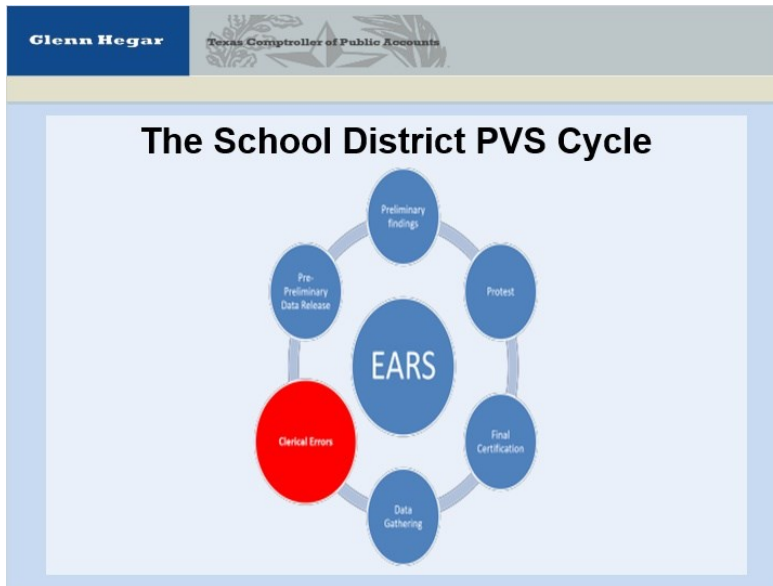 Glenn Hegar
Texas Comptroller of Public Accounts
The School District PVS Cycle
Preliminary
findings
Pre-
Preliminary
Data Release
Protest
EARS
Clerical Errors
Final
Certification
Data
Gathering